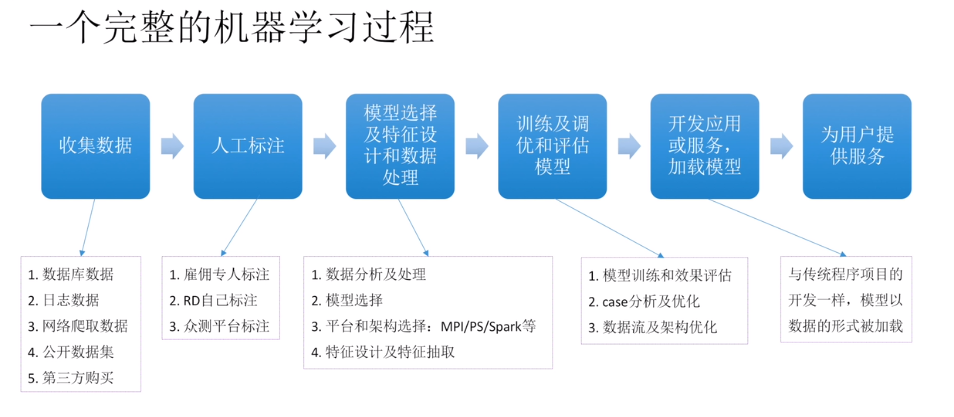 一个完整的机器学习过程
收集数据
人工标注
模型选择
及特征设
计和数据
处理
训练及调
优和评估
模型
开发应用
或服务，
加载模型
为用户提
供服务
1. 数据库数据
2. 日志数据
3. 网络爬取数据
4. 公开数据集
5. 第三方购买
1. 雇佣专人标注
2. RD自己标注
3. 众测平台标注
1. 数据分析及处理
2. 模型选择
3. 平台和架构选择：MPI/PS/Spark等
4. 特征设计及特征抽取
1. 模型训练和效果评估
2. case分析及优化
3. 数据流及架构优化
与传统程序项目的
开发一样，模型以
数据的形式被加载